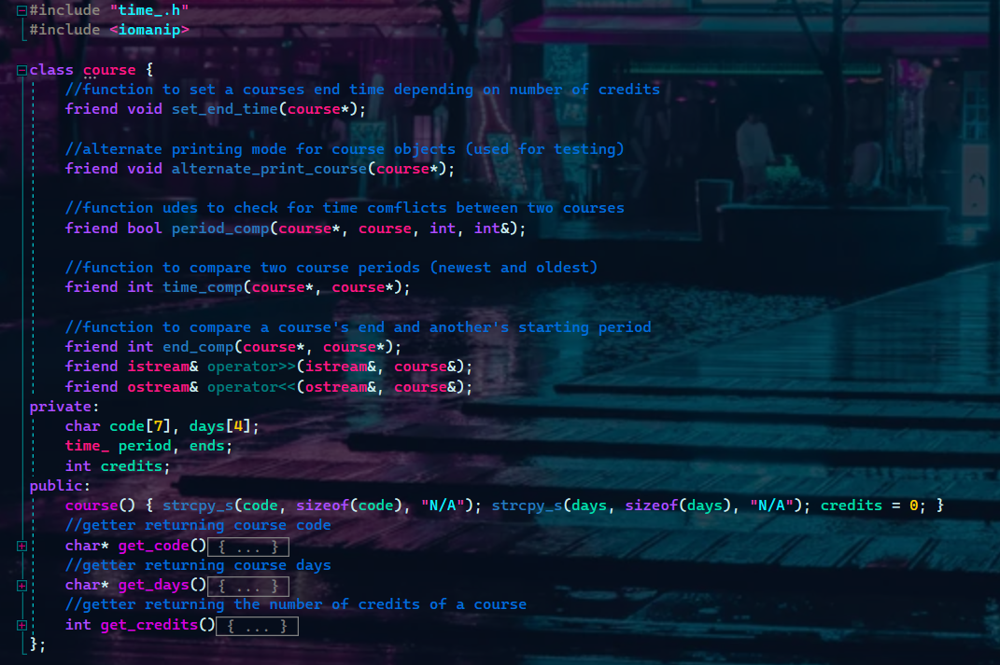 #include "time_.h"
#include <iomanip>
class course {
//function to set a courses end time depending on number of credits
friend void set_end_time(course*);
//alternate printing mode for course objects (used for testing)
friend void alternate_print_course(course*);
//function udes to check for time comflicts between two courses
friend bool period_comp(course*, course, int, int&);
//function to compare two course periods (newest and oldest)
friend int time_comp(course*, course*);
//function to compare a course's end and another's starting period
friend int end_comp(course*, course*);
friend istream& operator>>(istream&, course&);
friend ostream& operator<<(ostream&, course&);
private:
char code[7], days[4];
time_ period, ends;
int credits;
public:
course() { strcpy_s(code, sizeof(code), "N/A"); strcpy_s(days, sizeof(days), "N/A"); credits = 0; }
//getter returning course code
char* get_code(){ ... }
//getter returning course days
char* get_days(){ ... }
//getter returning the number of credits of a course
int get_credits(){ ... }
};